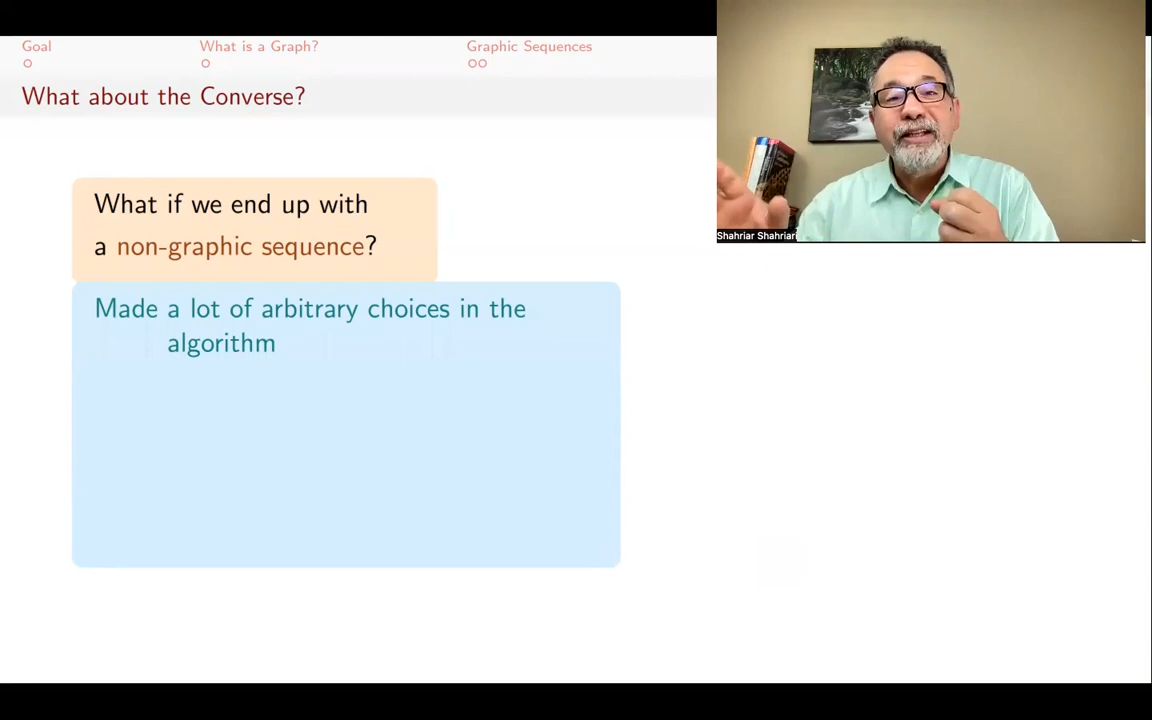 Goal
What is a Graph?
Graphic Sequences
What about the Converse?
What if we end up with
a non-graphic sequence?
Made a lot of arbitrary choices in the
algorithm
Shahriar Shahriari